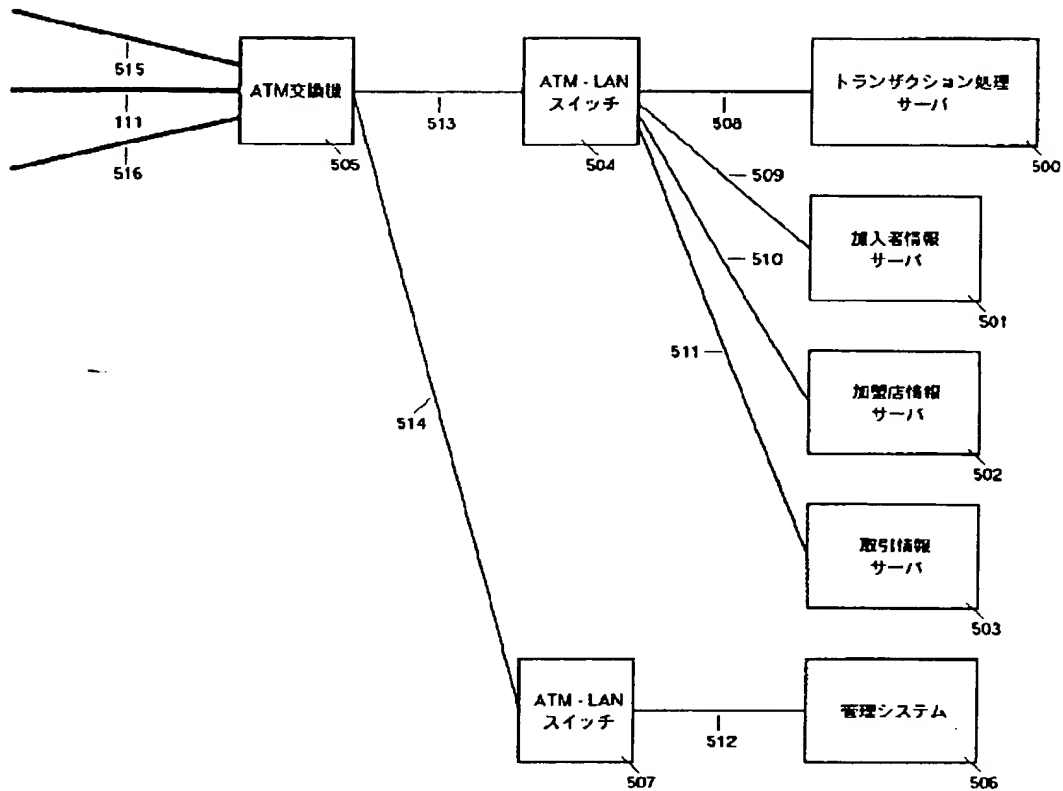 515
111
516
ATM交換機
505
513
ATM - LAN
スイッチ
504
508
トランザクション処理
サーバ
500
509
加入者情報
サーバ
501
510
加盟店情報
サーバ
502
511
取引情報
サーバ
503
514
ATM - LAN
スイッチ
507
512
管理システム
506